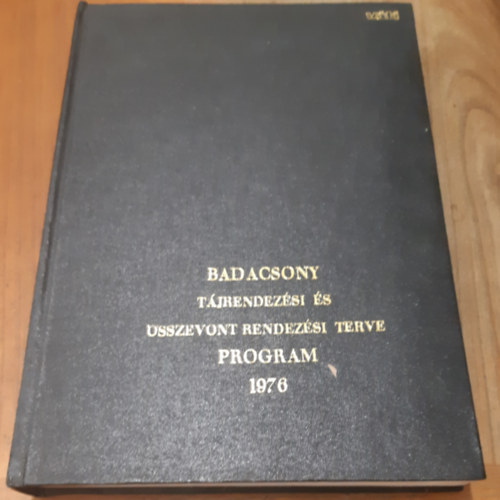 BADACSONY
TÁJRENDEZÉSI ÉS
ÖSSZEVONT RENDEZÉSI TERVE
PROGRAM
1976